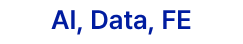 AI, Data, FE